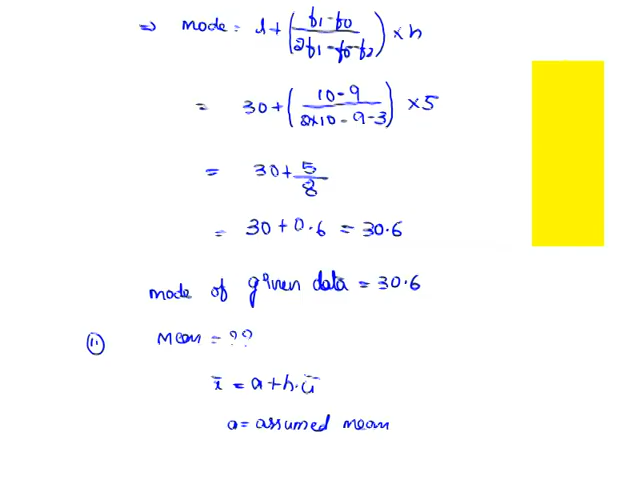 ⇒ mode = l + (f1 - f0 / 2f1 - f0 - f2) × h
= 30 + (10 - 9 / 2×10 - 9 - 3) × 5
= 30 + 5/8
= 30 + 0.6 = 30.6
mode of given data = 30.6
(ii) mean = ??
x̄ = a + h·ū
a = assumed mean